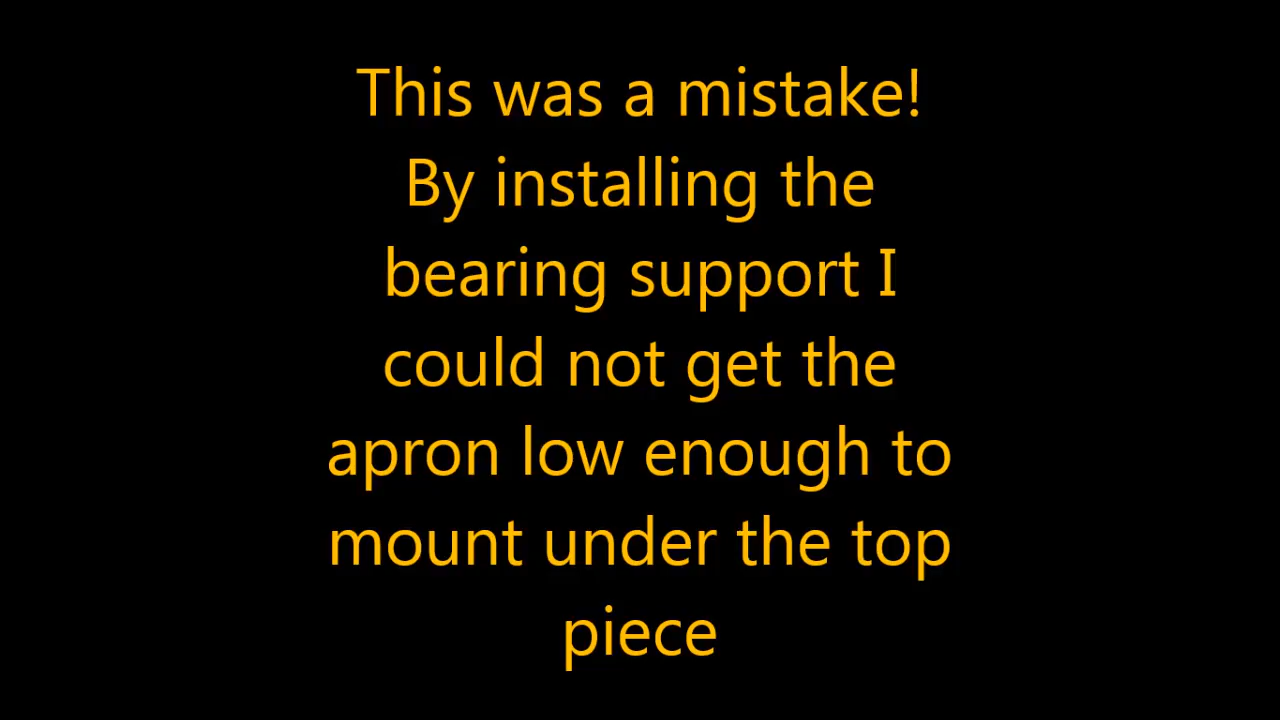 This was a mistake!
By installing the
bearing support I
could not get the
apron low enough to
mount under the top
piece